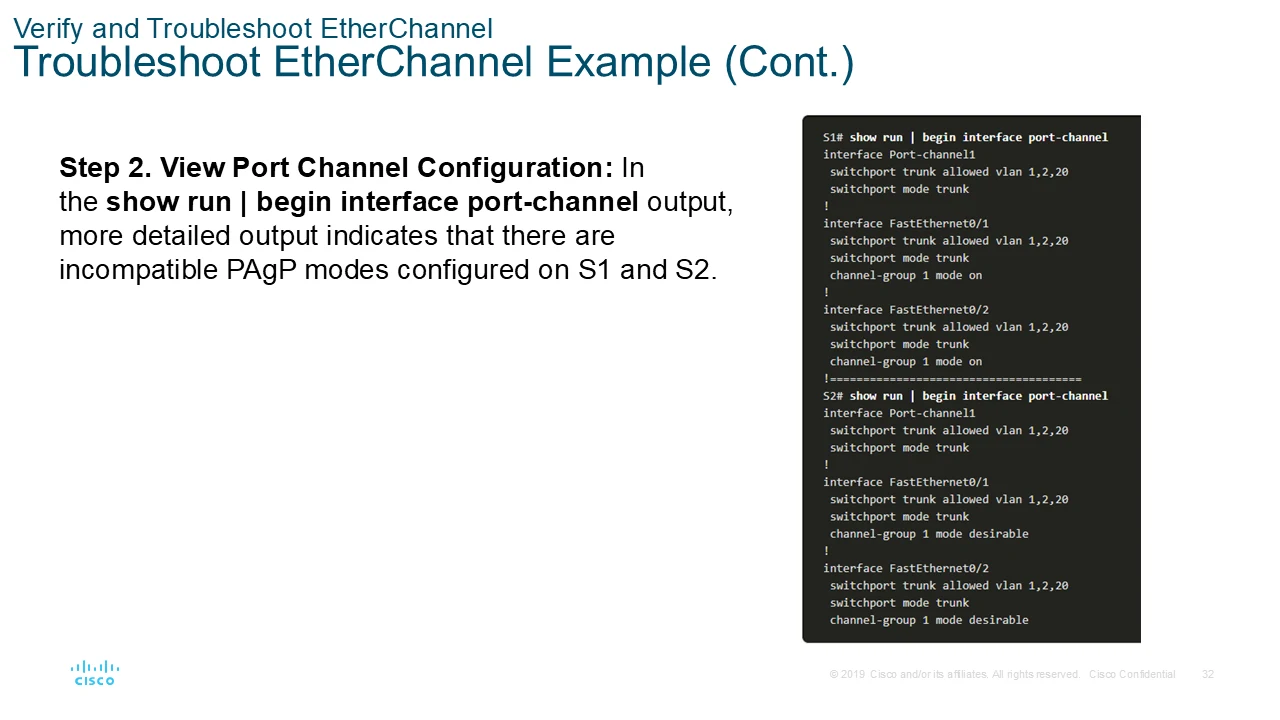 Verify and Troubleshoot EtherChannel
Troubleshoot EtherChannel Example (Cont.)
Step 2. View Port Channel Configuration: In
the show run | begin interface port-channel output,
more detailed output indicates that there are
incompatible PAgP modes configured on S1 and S2.
S1# show run | begin interface port-channel
interface Port-channel1
 switchport trunk allowed vlan 1,2,20
 switchport mode trunk
!
interface FastEthernet0/1
 switchport trunk allowed vlan 1,2,20
 switchport mode trunk
 channel-group 1 mode on
!
interface FastEthernet0/2
 switchport trunk allowed vlan 1,2,20
 switchport mode trunk
 channel-group 1 mode on
!======================================
S2# show run | begin interface port-channel
interface Port-channel1
 switchport trunk allowed vlan 1,2,20
 switchport mode trunk
!
interface FastEthernet0/1
 switchport trunk allowed vlan 1,2,20
 switchport mode trunk
 channel-group 1 mode desirable
!
interface FastEthernet0/2
 switchport trunk allowed vlan 1,2,20
 switchport mode trunk
 channel-group 1 mode desirable
CISCO
© 2019 Cisco and/or its affiliates. All rights reserved. Cisco Confidential
32